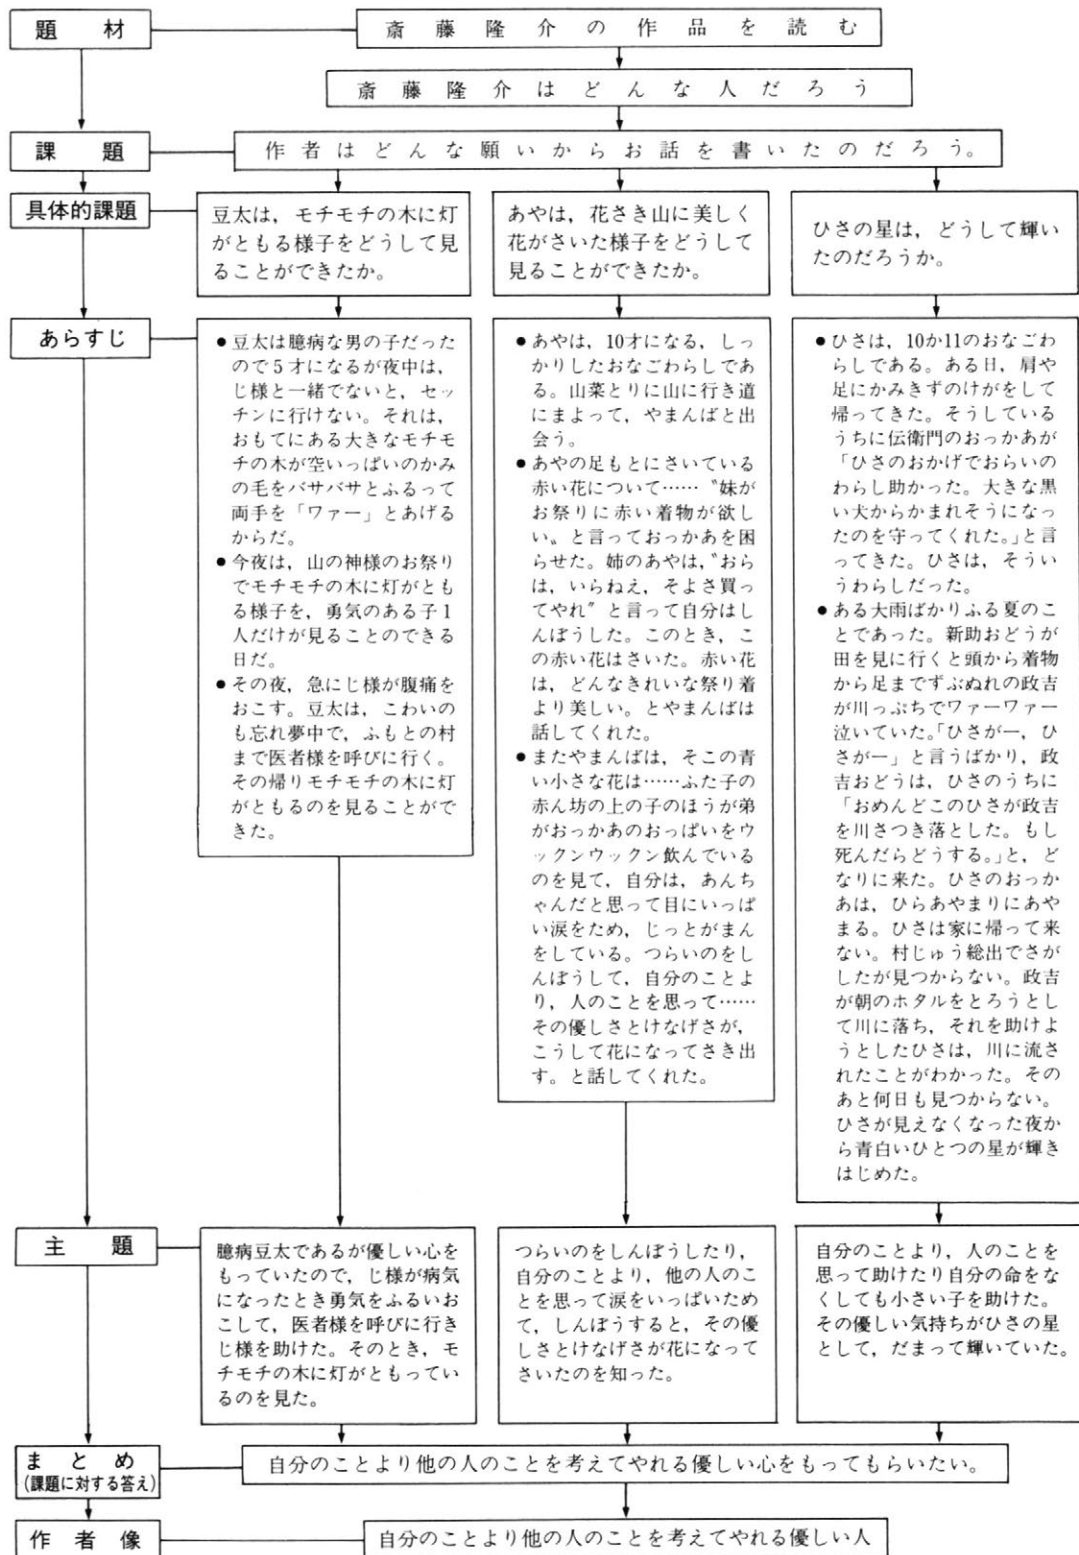 題材
斎藤隆介の作品を読む
斎藤隆介はどんな人だろう
課題
作者はどんな願いからお話を書いたのだろう。
具体的課題
豆太は，モチモチの木に灯
がともる様子をどうして見
ることができたか。
あやは，花さき山に美しく
花がさいた様子をどうして
見ることができたか。
ひさの星は，どうして輝い
たのだろうか。
あらすじ
●豆太は臆病な男の子だった
ので5才になるが夜中は，
じ様と一緒でないと，セッ
チンに行けない。それは，
おもてにある大きなモチモ
チの木が空いっぱいのかみ
の毛をバサバサとふるって
両手を「ワァー」とあげる
からだ。
●今夜は，山の神様のお祭り
でモチモチの木に灯がとも
る様子を，勇気のある子1
人だけが見ることのできる
日だ。
●その夜，急にじ様が腹痛を
おこす。豆太は，こわいの
も忘れ夢中で，ふもとの村
まで医者様を呼びに行く。
その帰りモチモチの木に灯
がともるのを見ることがで
きた。
●あやは，10才になる，しっ
かりしたおなごわらしであ
る。山菜とりに山に行き道
にまよって，やまんばと出
会う。
●あやの足もとにさいている
赤い花について……〝妹が
お祭りに赤い着物が欲し
い〟と言っておっかあを困
らせた。姉のあやは，〝おら
は，いらねえ，そよさ買っ
てやれ〟と言って自分はし
んぼうした。このとき，こ
の赤い花はさいた。赤い花
は，どんなきれいな祭り着
より美しい。とやまんばは
話してくれた。
●またやまんばは，そこの青
い小さな花は……ふた子の
赤ん坊の上の子のほうが弟
がおっかあのおっぱいをウ
ックンウックン飲んでいる
のを見て，自分は，あんち
ゃんだと思って目にいっぱ
い涙をため，じっとがまん
をしている。つらいのをし
んぼうして，自分のことよ
り，人のことを思って……
その優しさとけなげさが，
こうして花になってさき出
す。と話してくれた。
●ひさは，10か11のおなごわ
らしである。ある日，肩や
足にかみきずのけがをして
帰ってきた。そうしている
うちに伝衛門のおっかあが
「ひさのおかげでおらいの
わらし助かった。大きな黒
い犬からかまれそうになっ
たのを守ってくれた。」と言
ってきた。ひさは，そうい
うわらしだった。
●ある大雨ばかりふる夏のこ
とであった。新助おどうが
田を見に行くと頭から着物
から足までずぶぬれの政吉
が川っぷちでワァーワァー
泣いていた。「ひさがー，ひ
さがー」と言うばかり，政
吉おどうは，ひさのうちに
「おめんどこのひさが政吉
を川さつき落とした。もし
死んだらどうする。」と，ど
なりに来た。ひさのおっか
あは，ひらあやまりにあや
まる。ひさは家に帰って来
ない。村じゅう総出でさが
したが見つからない。政吉
が朝のホタルをとろうとし
て川に落ち，それを助けよ
うとしたひさは，川に流さ
れたことがわかった。その
あと何日も見つからない。
ひさが見えなくなった夜か
ら青白いひとつの星が輝き
はじめた。
主題
臆病豆太であるが優しい心を
もっていたので，じ様が病気
になったとき勇気をふるいお
こして，医者様を呼びに行き
じ様を助けた。そのとき，モ
チモチの木に灯がともってい
るのを見た。
つらいのをしんぼうしたり，
自分のことより，他の人のこ
とを思って涙をいっぱいため
て，しんぼうすると，その優
しさとけなげさが花になって
さいたのを知った。
自分のことより，人のことを
思って助けたり自分の命をな
くしても小さい子を助けた。
その優しい気持ちがひさの星
として，だまって輝いていた。
まとめ
(課題に対する答え)
自分のことより他の人のことを考えてやれる優しい心をもってもらいたい。
作者像
自分のことより他の人のことを考えてやれる優しい人